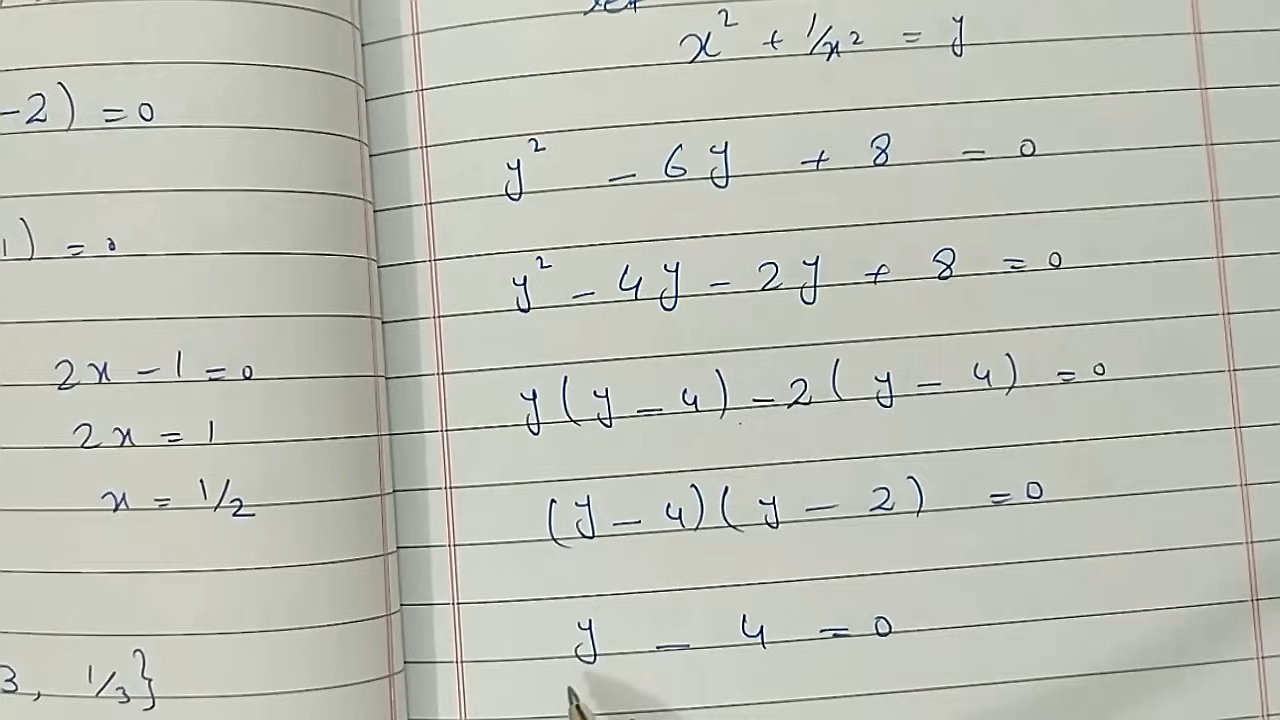 -2) = 0
1) = 0
2x - 1 = 0
2x = 1
x = 1/2
3, 1/3}
x² + 1/x² = y
y² - 6y + 8 = 0
y² - 4y - 2y + 8 = 0
y(y - 4) - 2(y - 4) = 0
(y - 4)(y - 2) = 0
y - 4 = 0